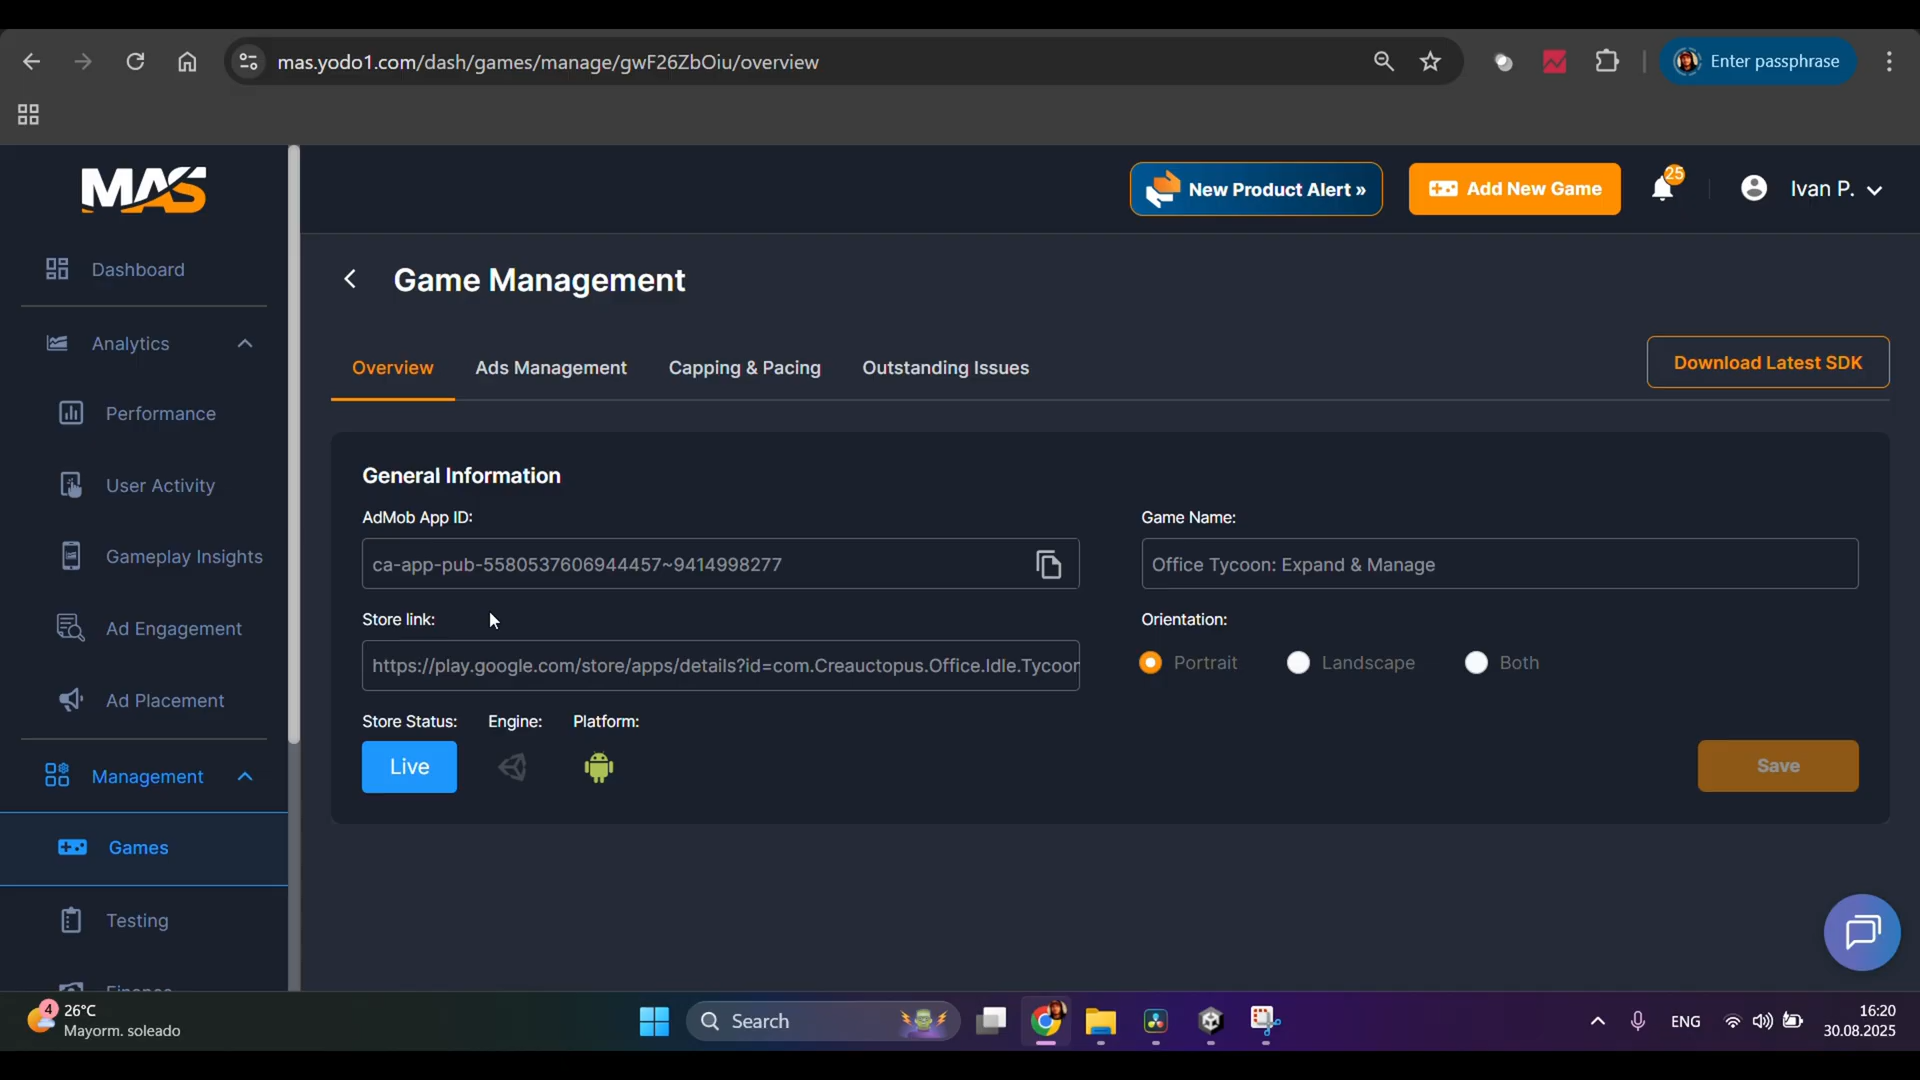 mas.yodo1.com/dash/games/manage/gwF26ZbOiu/overview
Enter passphrase
MAS
New Product Alert »
Add New Game
25
Ivan P.
Dashboard
Analytics
Performance
User Activity
Gameplay Insights
Ad Engagement
Ad Placement
Management
Games
Testing
Finance
Game Management
Overview
Ads Management
Capping & Pacing
Outstanding Issues
Download Latest SDK
General Information
AdMob App ID:
ca-app-pub-5580537606944457~9414998277
Game Name:
Office Tycoon: Expand & Manage
Store link:
https://play.google.com/store/apps/details?id=com.Creauctopus.Office.Idle.Tycoon
Orientation:
Portrait
Landscape
Both
Store Status:
Engine:
Platform:
Live
Save
4
26°C
Mayorm. soleado
Search
ENG
16:20
30.08.2025